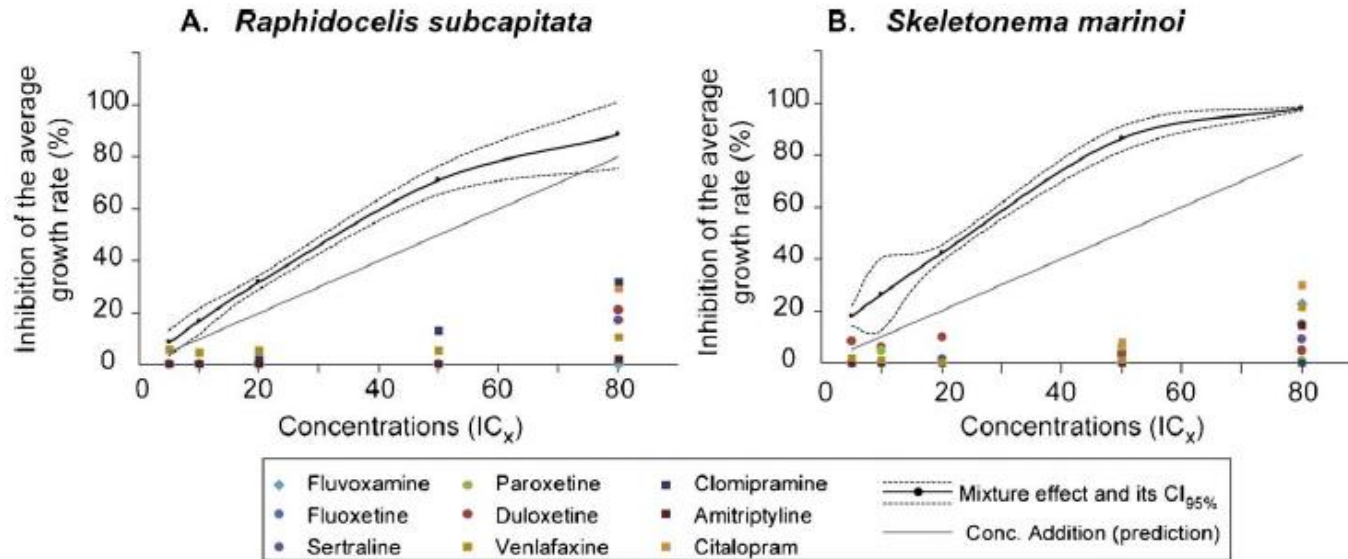 A. Raphidocelis subcapitata
Inhibition of the average
growth rate (%)
100
80
60
40
20
0
0 20 40 60 80
Concentrations (ICx)
B. Skeletonema marinoi
Inhibition of the average
growth rate (%)
100
80
60
40
20
0
0 20 40 60 80
Concentrations (ICx)
Fluvoxamine Paroxetine Clomipramine Mixture effect and its CI95%
Fluoxetine Duloxetine Amitriptyline Conc. Addition (prediction)
Sertraline Venlafaxine Citalopram